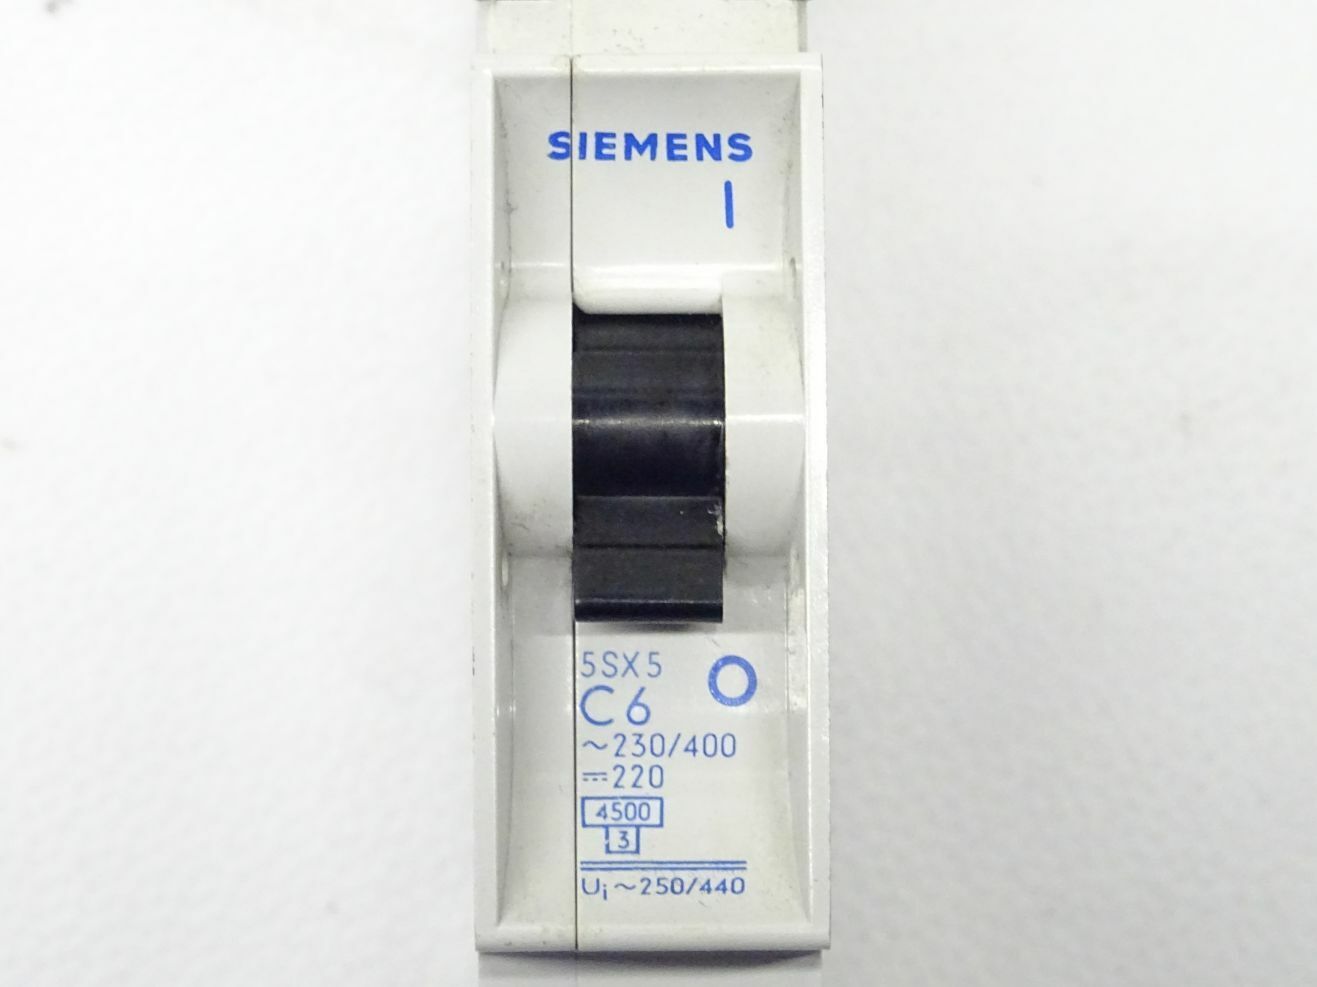 SIEMENS
I
5SX5
O
C6
~230/400
⎓220
4500
3
Ui ~250/440